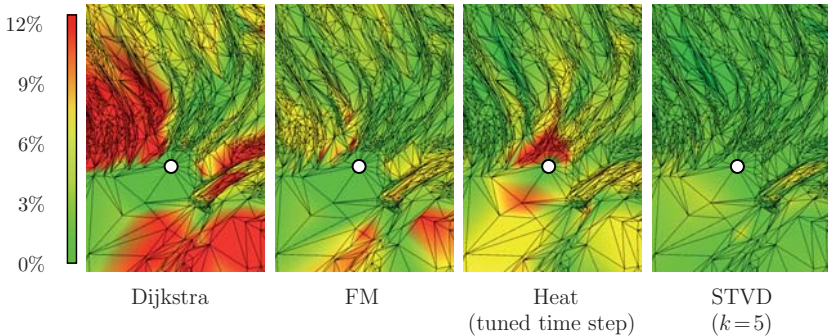 12%
9%
6%
3%
0%
Dijkstra
FM
Heat
(tuned time step)
STVD
(k=5)